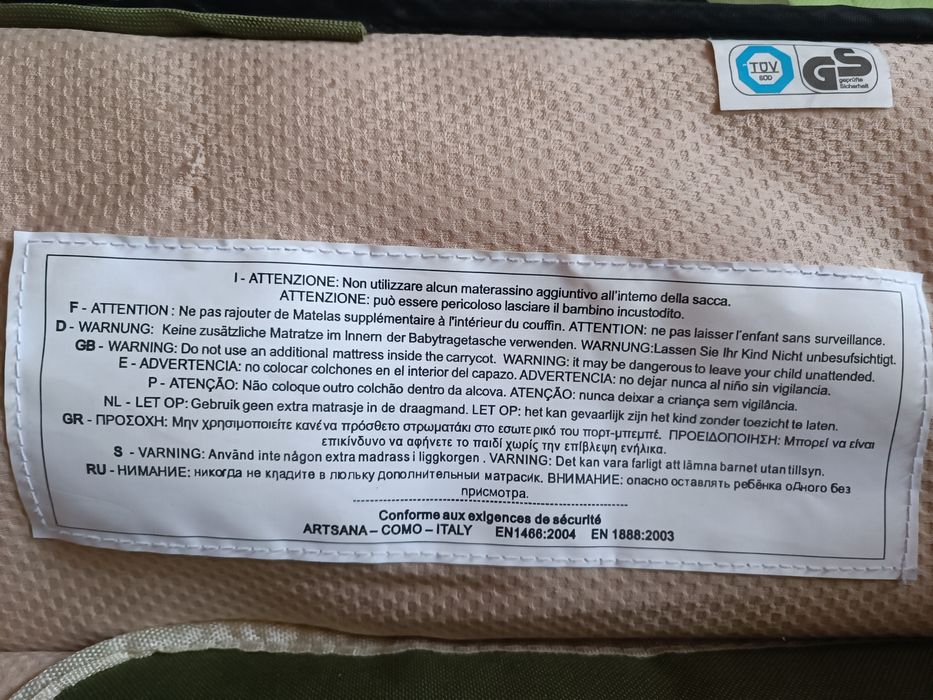 TÜV
SÜD
GS
geprüfte
Sicherheit
I - ATTENZIONE: Non utilizzare alcun materassino aggiuntivo all'interno della sacca.
ATTENZIONE: può essere pericoloso lasciare il bambino incustodito.
F - ATTENTION : Ne pas rajouter de Matelas supplémentaire à l'intérieur du couffin. ATTENTION: ne pas laisser l'enfant sans surveillance.
D - WARNUNG: Keine zusätzliche Matratze im Innern der Babytragetasche verwenden. WARNUNG:Lassen Sie Ihr Kind Nicht unbesufsichtigt.
GB - WARNING: Do not use an additional mattress inside the carrycot. WARNING: it may be dangerous to leave your child unattended.
E - ADVERTENCIA: no colocar colchones en el interior del capazo. ADVERTENCIA: no dejar nunca al niño sin vigilancia.
P - ATENÇÃO: Não coloque outro colchão dentro da alcova. ATENÇÃO: nunca deixar a criança sem vigilância.
NL - LET OP: Gebruik geen extra matrasje in de draagmand. LET OP: het kan gevaarlijk zijn het kind zonder toezicht te laten.
GR - ΠΡΟΣΟΧΗ: Μην χρησιμοποιείτε κανένα πρόσθετο στρωματάκι στο εσωτερικό του πορτ-μπεμπέ. ΠΡΟΕΙΔΟΠΟΙΗΣΗ: Μπορεί να είναι
επικίνδυνο να αφήνετε το παιδί χωρίς την επίβλεψη ενήλικα.
S - VARNING: Använd inte någon extra madrass i liggkorgen . VARNING: Det kan vara farligt att lämna barnet utan tillsyn.
RU - НИМАНИЕ: никогда не кладите в люльку дополнительный матрасик. ВНИМАНИЕ: опасно оставлять ребёнка одного без
присмотра.
Conforme aux exigences de sécurité
ARTSANA – COMO – ITALY EN1466:2004 EN 1888:2003